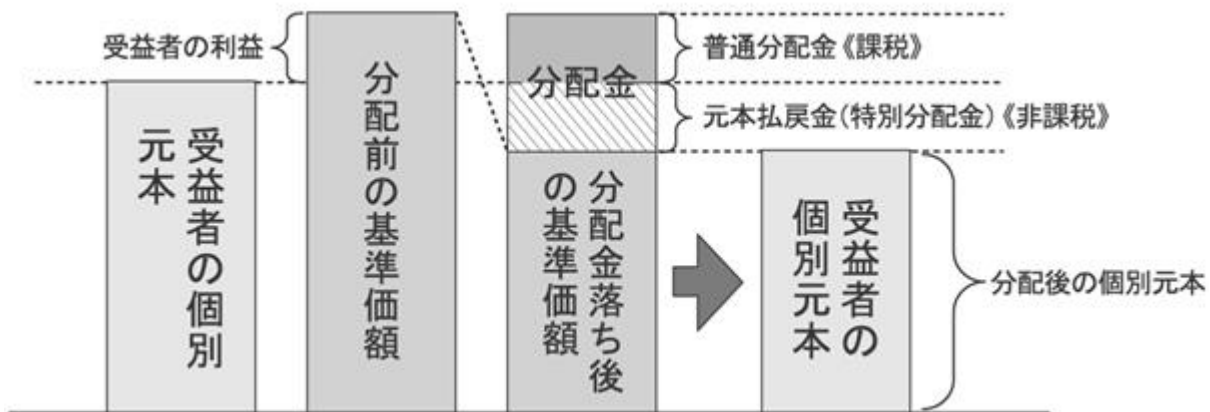 受益者の利益
受益者の個別
元本
分配前の基準価額
分配金
分配金落ち後
の基準価額
普通分配金《課税》
元本払戻金(特別分配金)《非課税》
受益者の
個別元本
分配後の個別元本